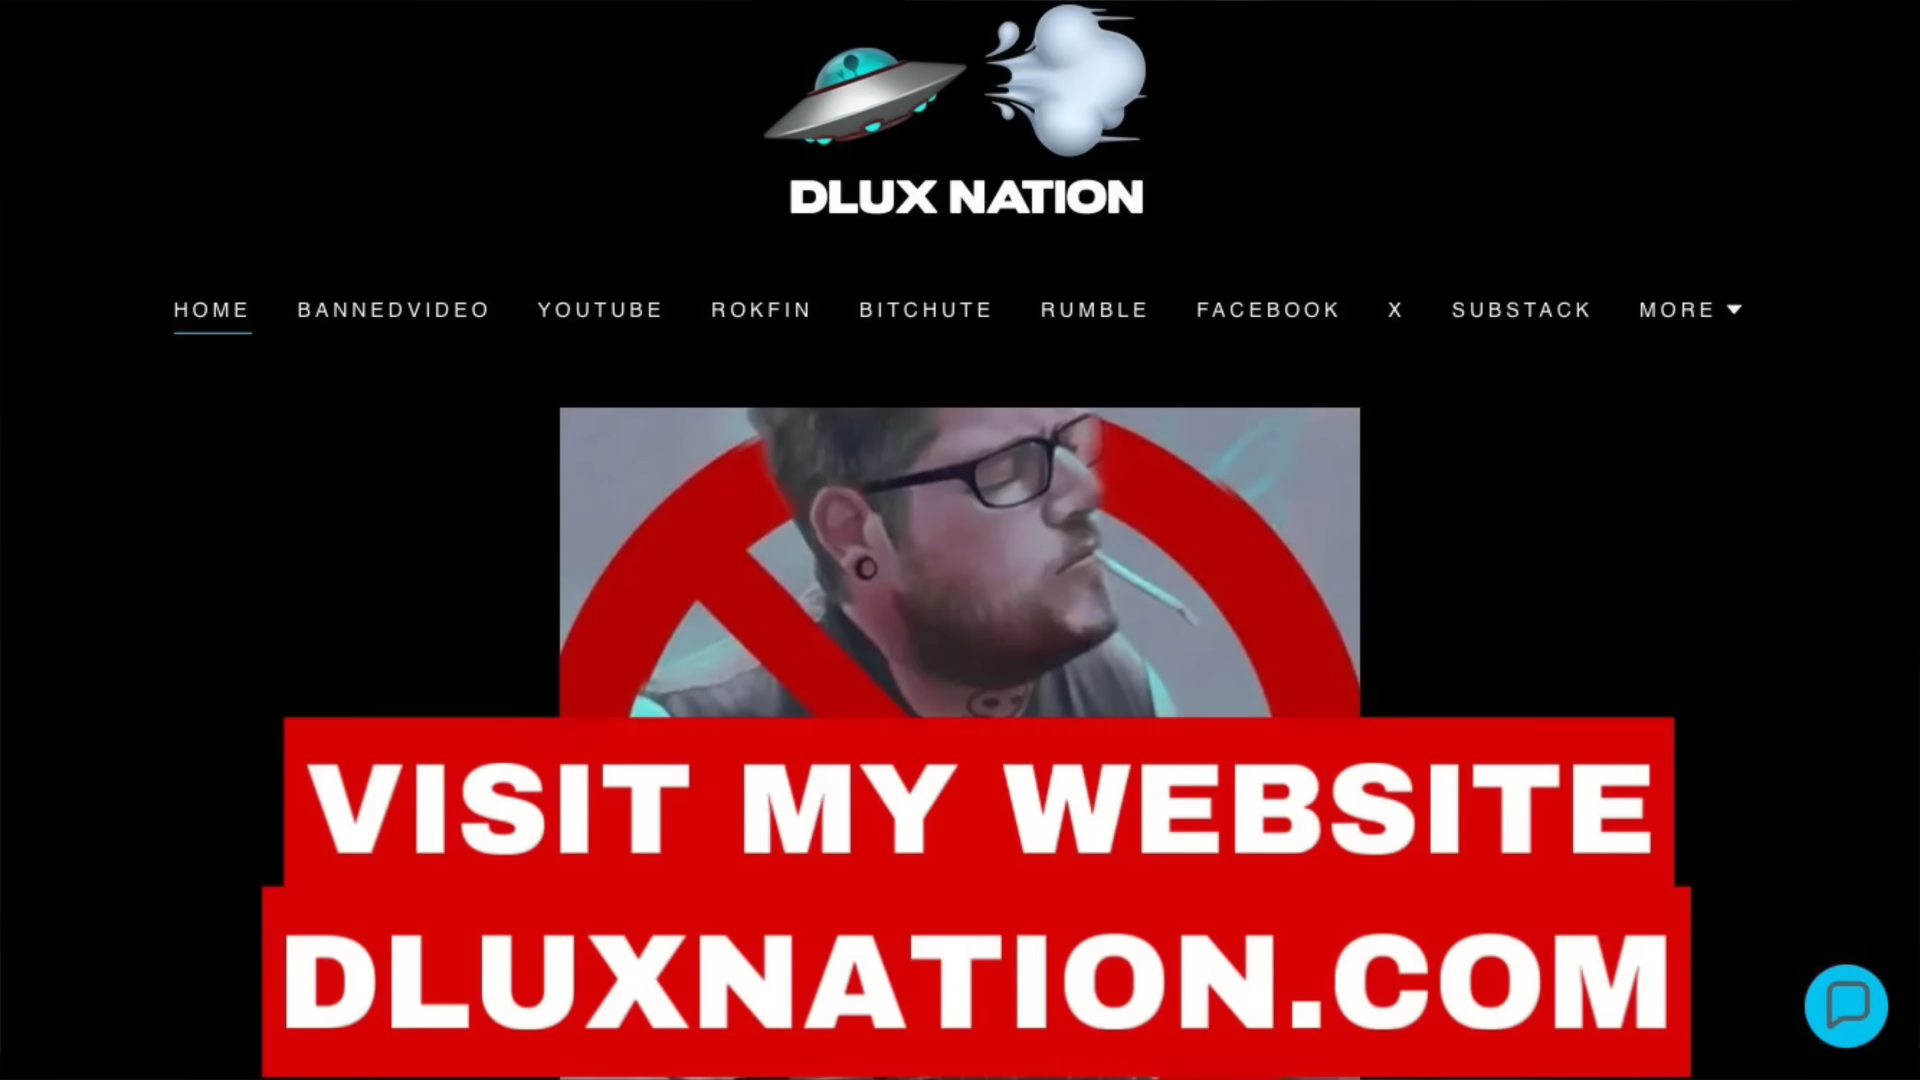 DLUX NATION
HOME BANNEDVIDEO YOUTUBE ROKFIN BITCHUTE RUMBLE FACEBOOK X SUBSTACK MORE
VISIT MY WEBSITE
DLUXNATION.COM